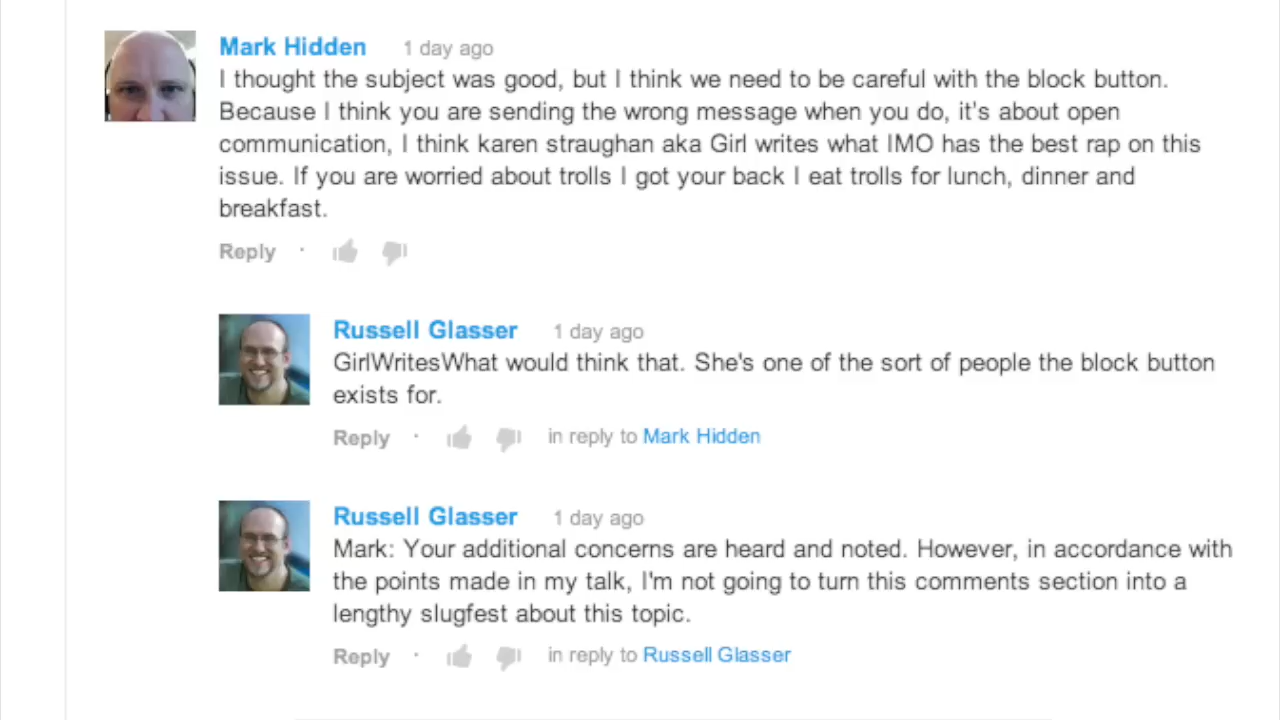 Mark Hidden 1 day ago
I thought the subject was good, but I think we need to be careful with the block button.
Because I think you are sending the wrong message when you do, it's about open
communication, I think karen straughan aka Girl writes what IMO has the best rap on this
issue. If you are worried about trolls I got your back I eat trolls for lunch, dinner and
breakfast.
Reply ·
Russell Glasser 1 day ago
GirlWritesWhat would think that. She's one of the sort of people the block button
exists for.
Reply · in reply to Mark Hidden
Russell Glasser 1 day ago
Mark: Your additional concerns are heard and noted. However, in accordance with
the points made in my talk, I'm not going to turn this comments section into a
lengthy slugfest about this topic.
Reply · in reply to Russell Glasser